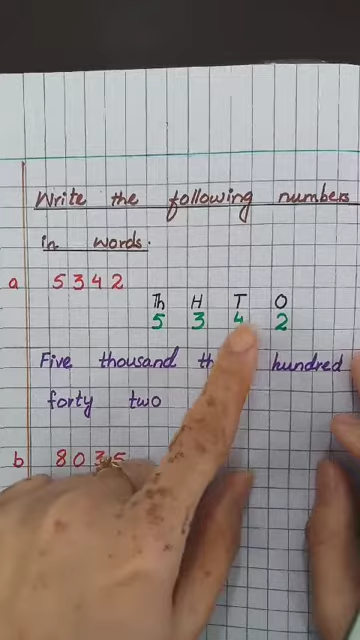 Write the following numbers
in words.
a 5342
Th H T O
5 3 4 2
Five thousand hundred
forty two
b 8035